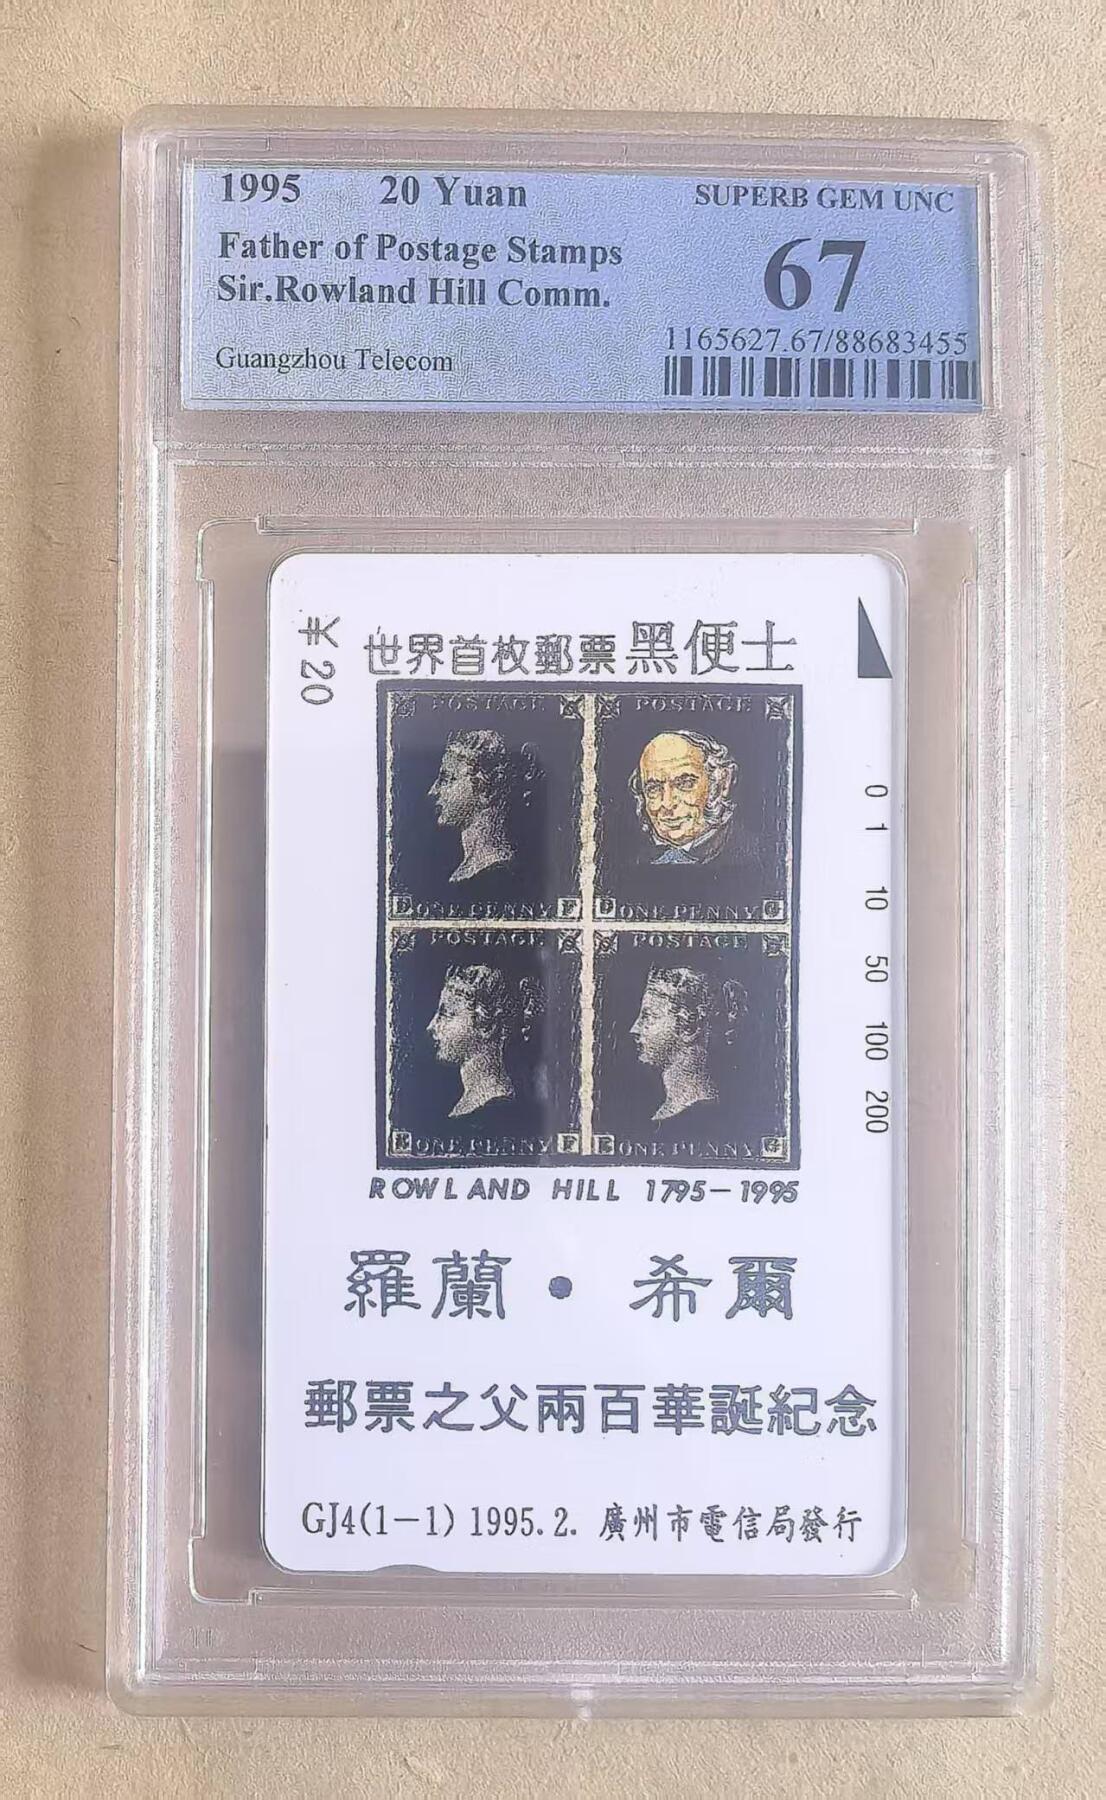 1995 20 Yuan
SUPERB GEM UNC
Father of Postage Stamps
Sir.Rowland Hill Comm.
67
Guangzhou Telecom
1165627.67/88683455
¥20
世界首枚郵票黑便士
POSTAGE POSTAGE
D ONE PENNY F D ONE PENNY G
POSTAGE POSTAGE
E ONE PENNY F E ONE PENNY G
0 1 10 50 100 200
ROWLAND HILL 1795-1995
羅蘭·希爾
郵票之父兩百華誕紀念
GJ4(1-1) 1995.2. 廣州市電信局發行